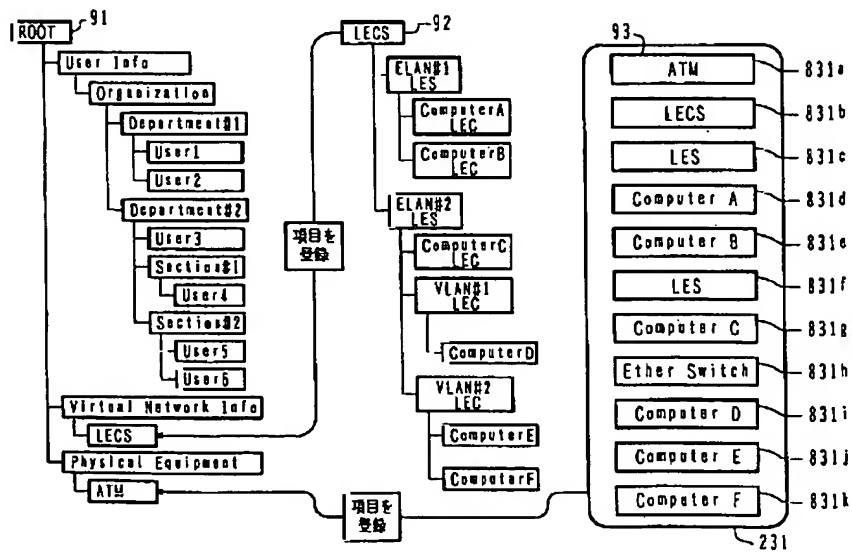 ROOT
91
User Info
Organization
Department#1
User1
User2
Department#2
User3
Section#1
User4
Section#2
User5
User6
Virtual Network Info
LECS
Physical Equipment
ATM
項目を
登録
項目を
登録
LECS
92
ELAN#1
LES
ComputerA
LEC
ComputerB
LEC
ELAN#2
LES
ComputerC
LEC
VLAN#1
LEC
ComputerD
VLAN#2
LEC
ComputerE
ComputerF
93
ATM 831a
LECS 831b
LES 831c
Computer A 831d
Computer B 831e
LES 831f
Computer C 831g
Ether Switch 831h
Computer D 831i
Computer E 831j
Computer F 831k
231